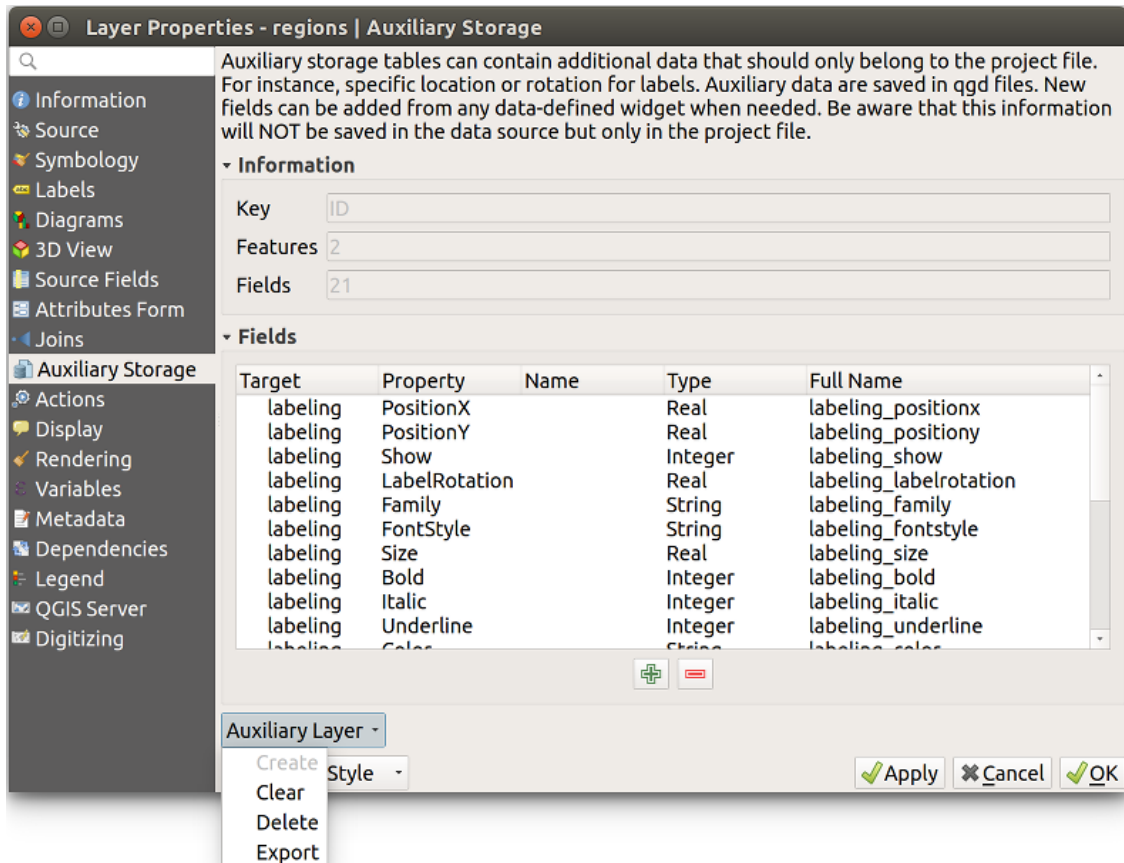 Layer Properties - regions | Auxiliary Storage
Information
Source
Symbology
Labels
Diagrams
3D View
Source Fields
Attributes Form
Joins
Auxiliary Storage
Actions
Display
Rendering
Variables
Metadata
Dependencies
Legend
QGIS Server
Digitizing
Auxiliary storage tables can contain additional data that should only belong to the project file.
For instance, specific location or rotation for labels. Auxiliary data are saved in qgd files. New
fields can be added from any data-defined widget when needed. Be aware that this information
will NOT be saved in the data source but only in the project file.
Information
Key ID
Features 2
Fields 21
Fields
Target Property Name Type Full Name
labeling PositionX Real labeling_positionx
labeling PositionY Real labeling_positiony
labeling Show Integer labeling_show
labeling LabelRotation Real labeling_labelrotation
labeling Family String labeling_family
labeling FontStyle String labeling_fontstyle
labeling Size Real labeling_size
labeling Bold Integer labeling_bold
labeling Italic Integer labeling_italic
labeling Underline Integer labeling_underline
labeling Color String labeling_color
Auxiliary Layer
Create
Clear
Delete
Export
Style
Apply Cancel OK